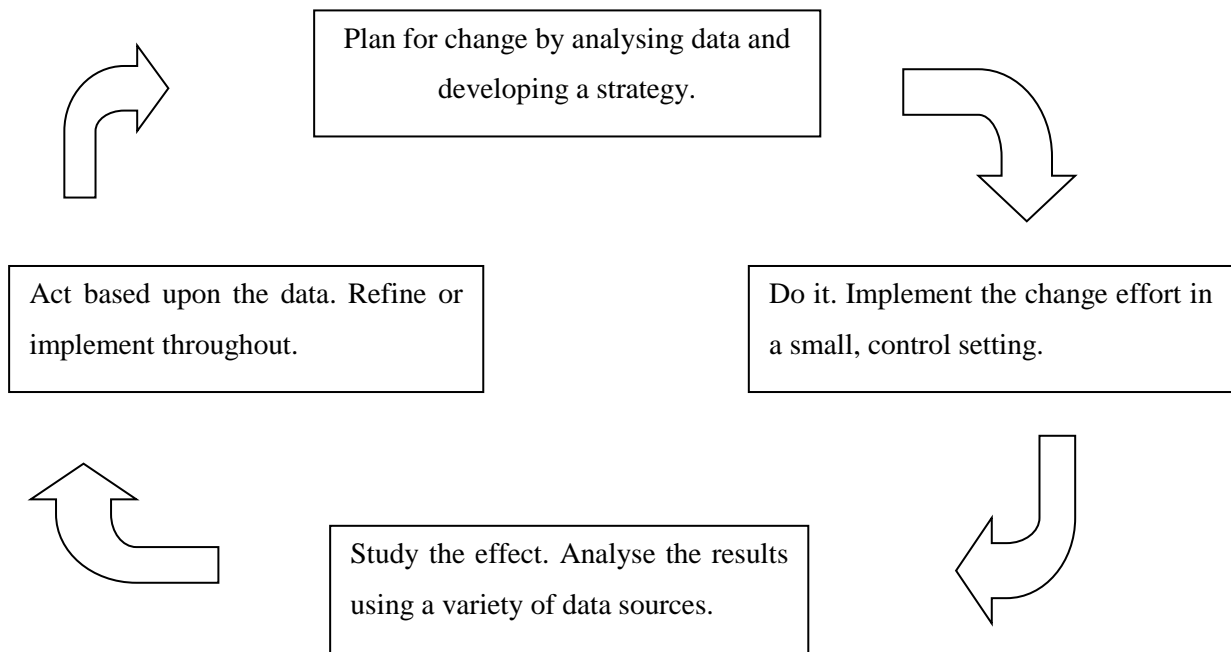 Plan for change by analysing data and
developing a strategy.
Do it. Implement the change effort in
a small, control setting.
Study the effect. Analyse the results
using a variety of data sources.
Act based upon the data. Refine or
implement throughout.